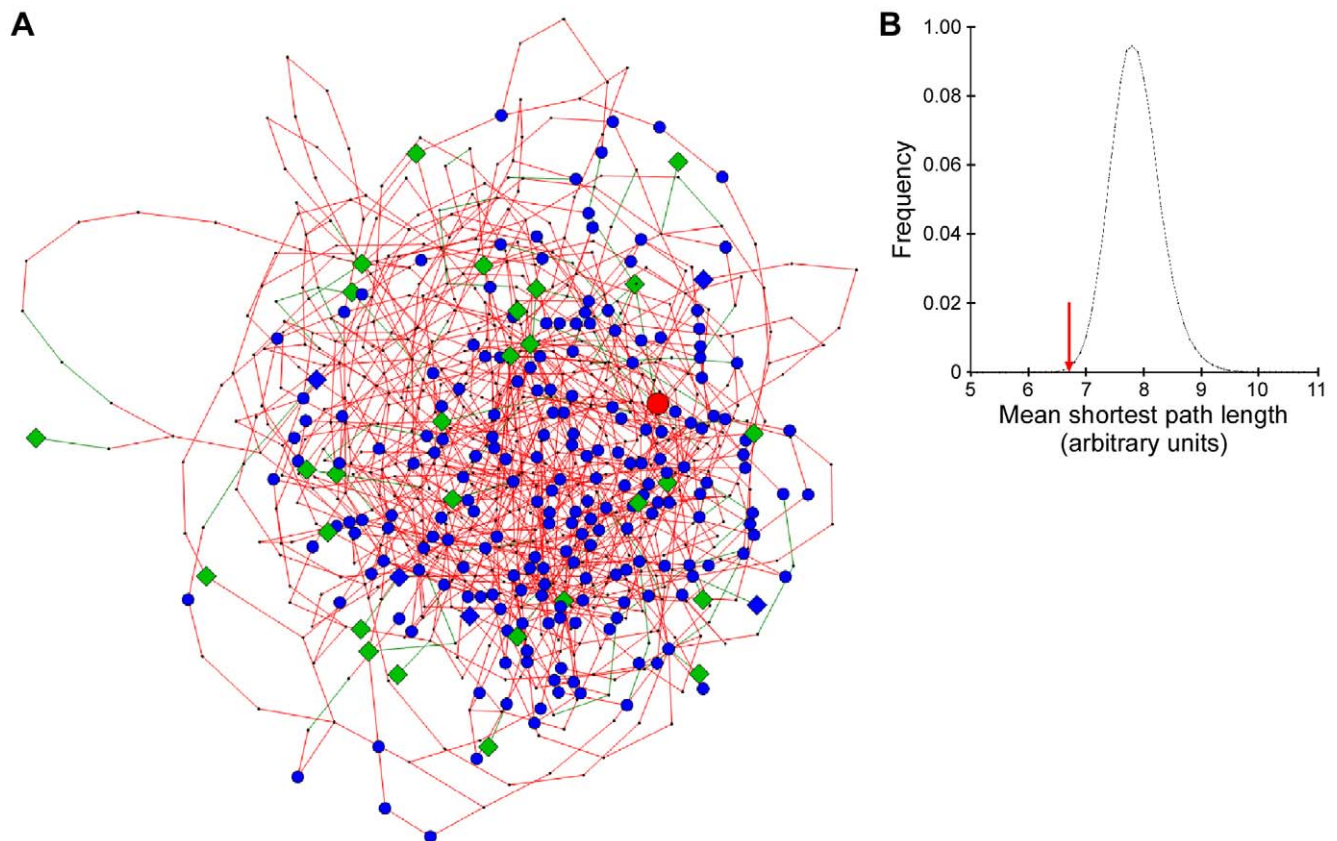 A
B
1.00
0.08
0.06
0.04
0.02
0
Frequency
5 6 7 8 9 10 11
Mean shortest path length
(arbitrary units)